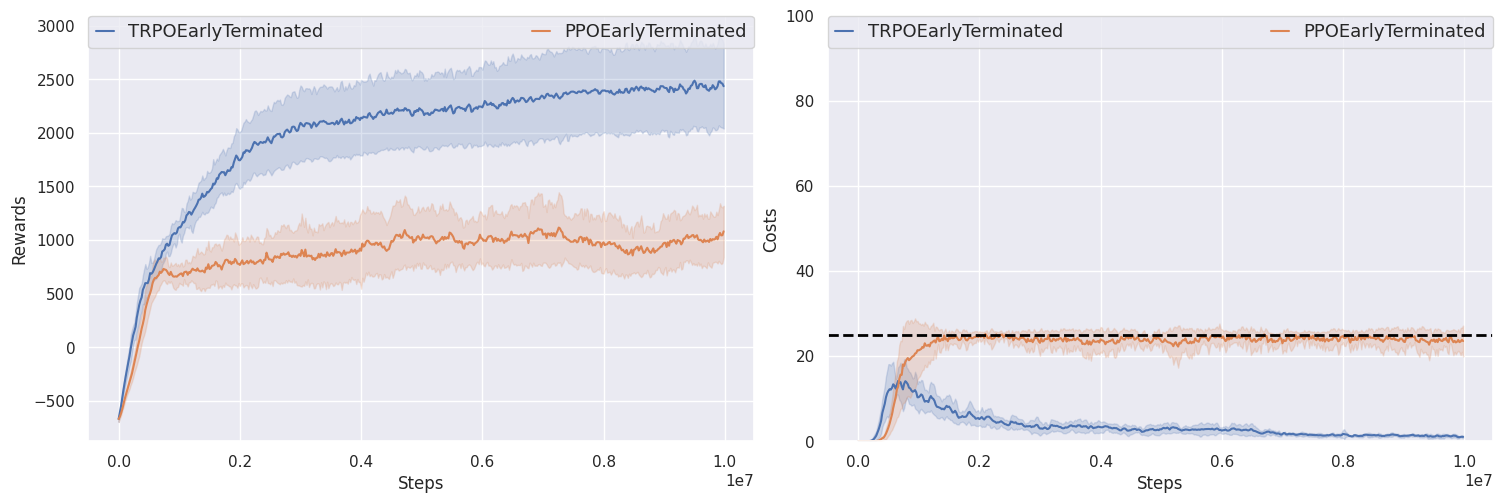 TRPOEarlyTerminated PPOEarlyTerminated
3000
2500
2000
1500
1000
500
0
−500
Rewards
0.0 0.2 0.4 0.6 0.8 1.0
1e7
Steps
TRPOEarlyTerminated PPOEarlyTerminated
100
80
60
40
20
0
Costs
0.0 0.2 0.4 0.6 0.8 1.0
1e7
Steps